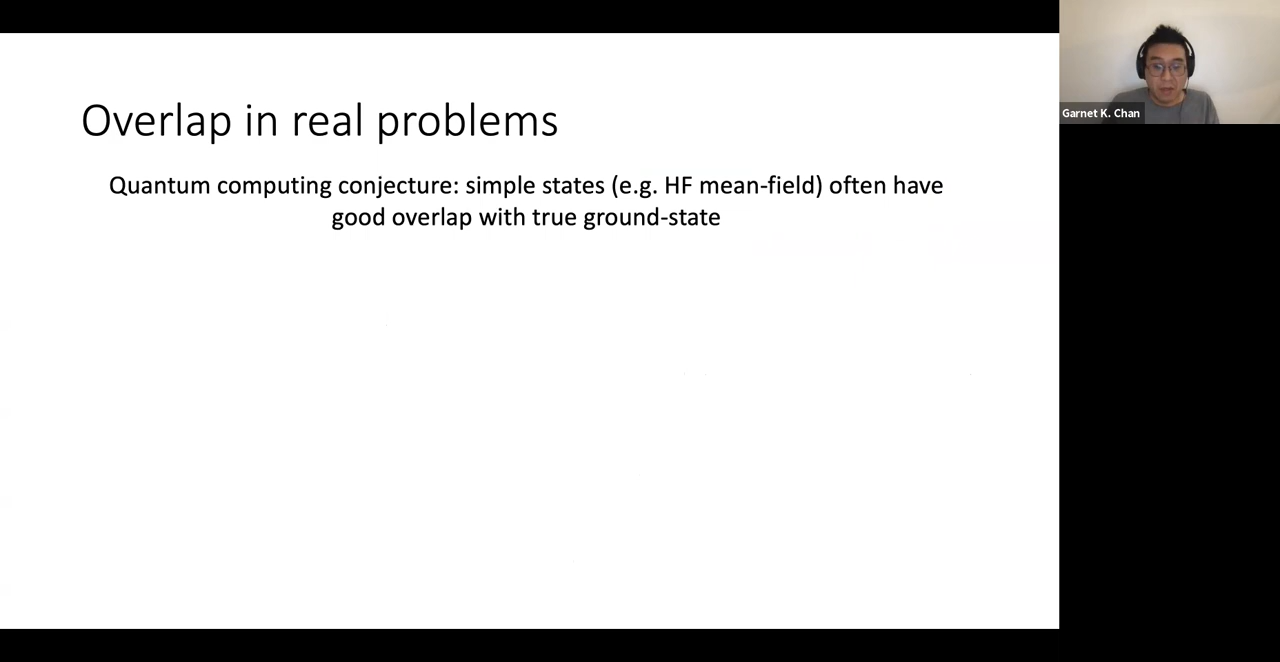 Overlap in real problems
Quantum computing conjecture: simple states (e.g. HF mean-field) often have
good overlap with true ground-state
Garnet K. Chan